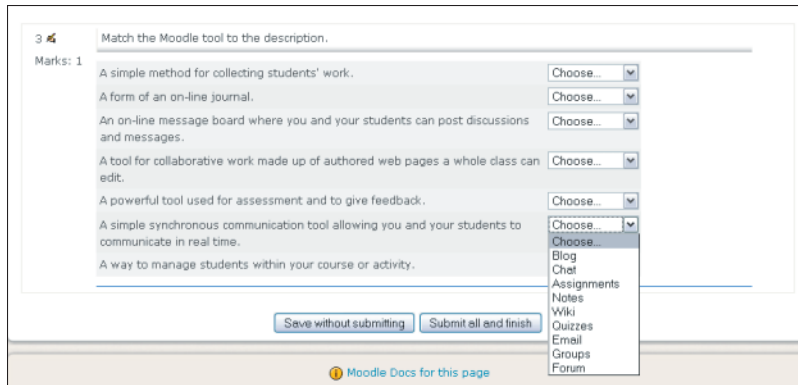 3
Match the Moodle tool to the description.
Marks: 1
A simple method for collecting students' work.
Choose...
A form of an on-line journal.
Choose...
An on-line message board where you and your students can post discussions
and messages.
Choose...
A tool for collaborative work made up of authored web pages a whole class can
edit.
Choose...
A powerful tool used for assessment and to give feedback.
Choose...
A simple synchronous communication tool allowing you and your students to
communicate in real time.
Choose...
Choose...
Blog
Chat
Assignments
Notes
Wiki
Quizzes
Email
Groups
Forum
A way to manage students within your course or activity.
Save without submitting
Submit all and finish
Moodle Docs for this page